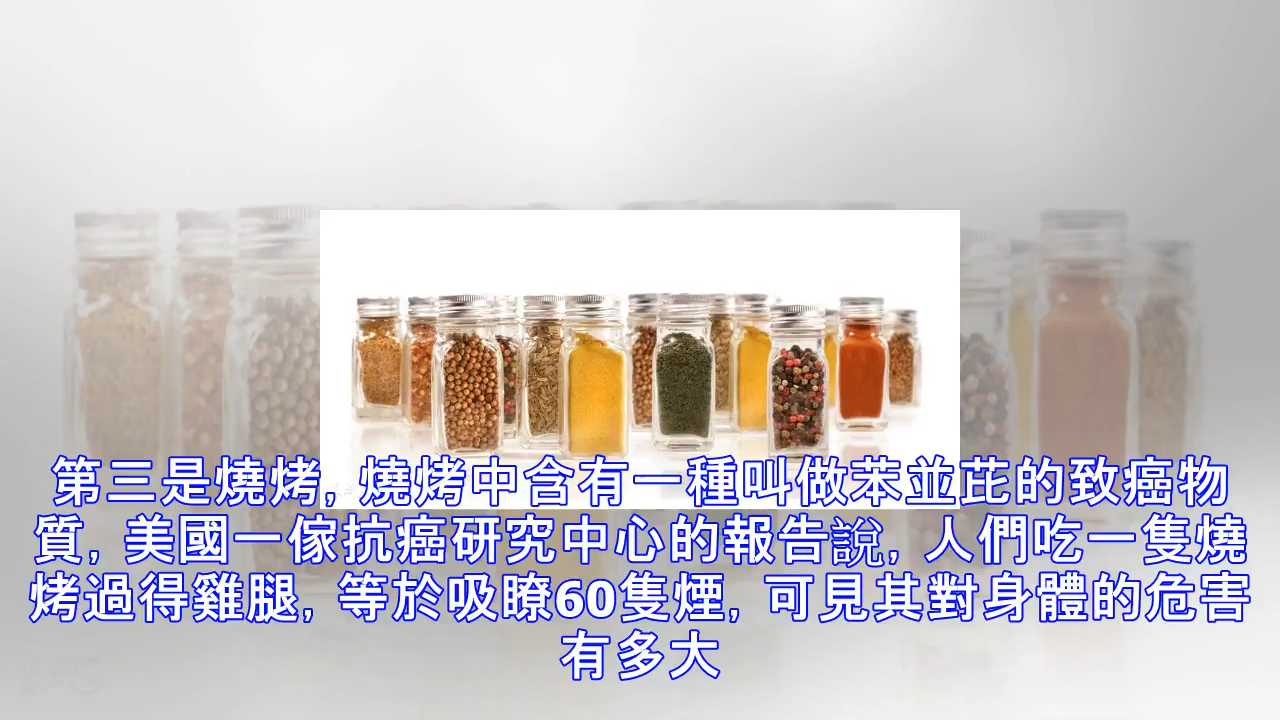 第三是燒烤, 燒烤中含有一種叫做苯並芘的致癌物
質, 美國一傢抗癌研究中心的報告說, 人們吃一隻燒
烤過得雞腿, 等於吸瞭60隻煙, 可見其對身體的危害
有多大